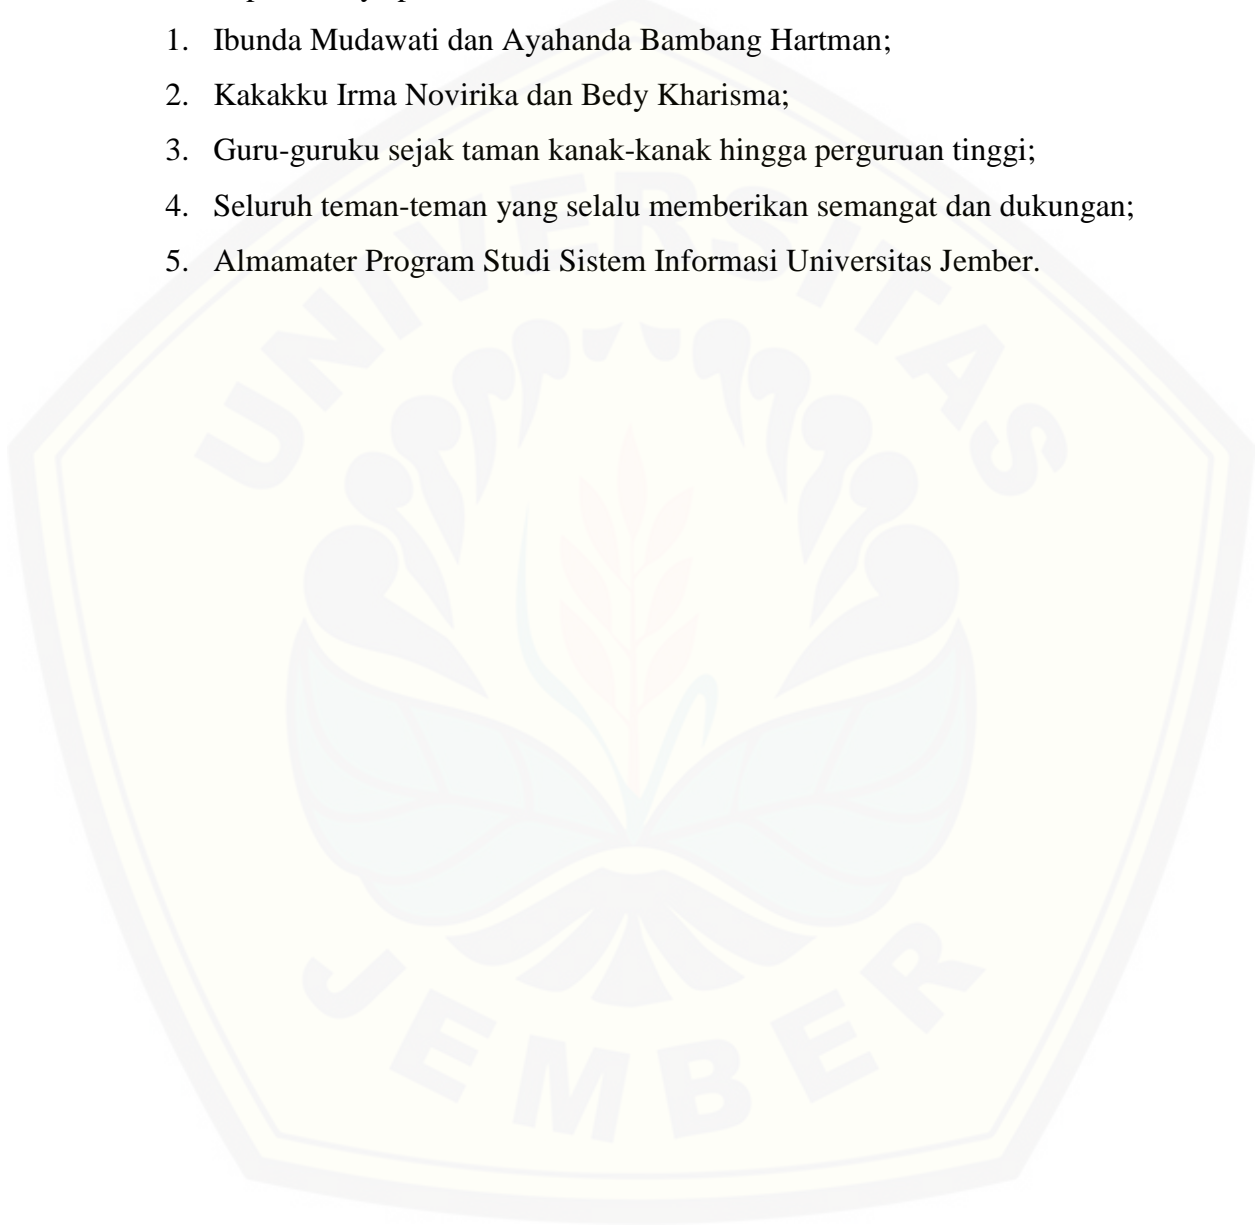 1. Ibunda Mudawati dan Ayahanda Bambang Hartman;
2. Kakakku Irma Novirika dan Bedy Kharisma;
3. Guru-guruku sejak taman kanak-kanak hingga perguruan tinggi;
4. Seluruh teman-teman yang selalu memberikan semangat dan dukungan;
5. Almamater Program Studi Sistem Informasi Universitas Jember.
UNIVERSITAS
JEMBER